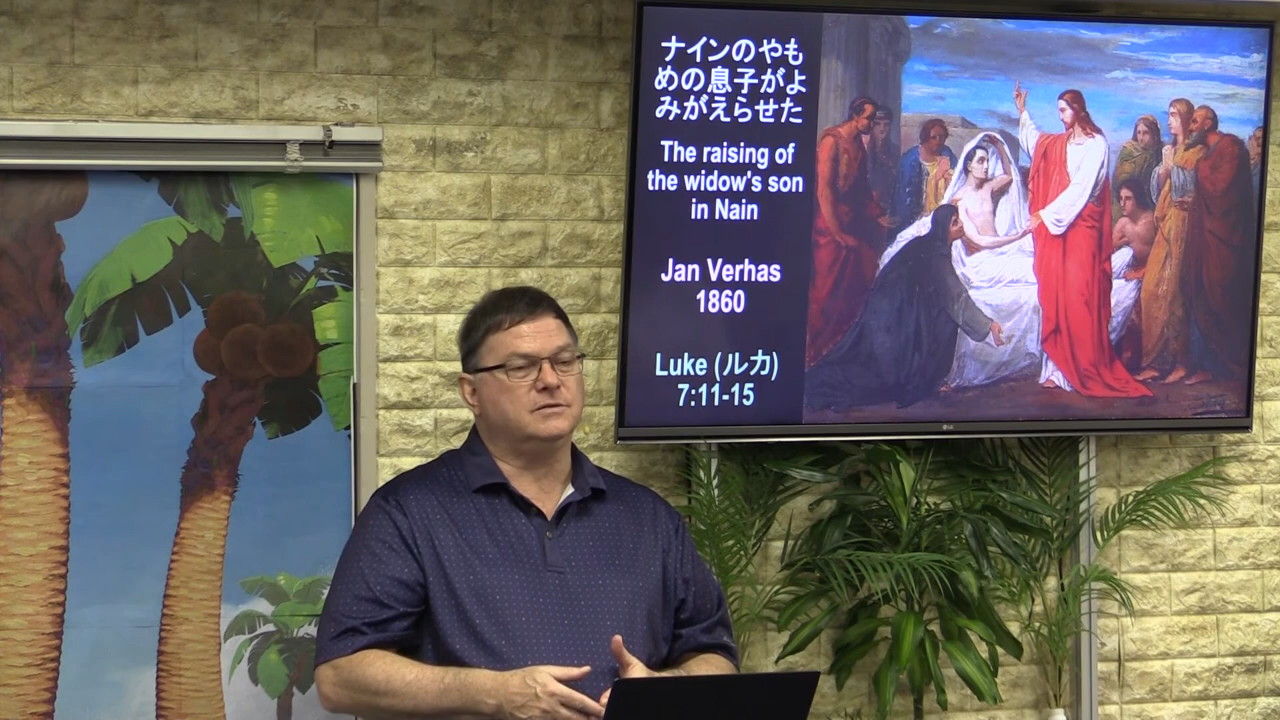 ナインのやも
めの息子がよ
みがえらせた
The raising of
the widow's son
in Nain
Jan Verhas
1860
Luke (ルカ)
7:11-15
LG